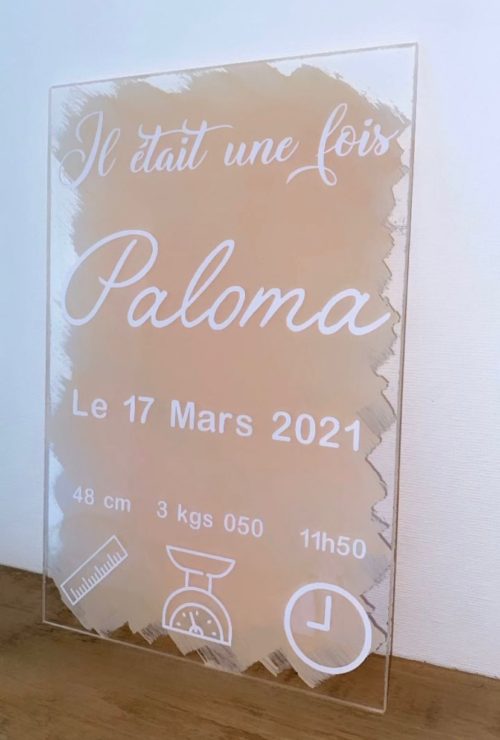 Il était une fois
Paloma
Le 17 Mars 2021
48 cm 3 kgs 050 11h50